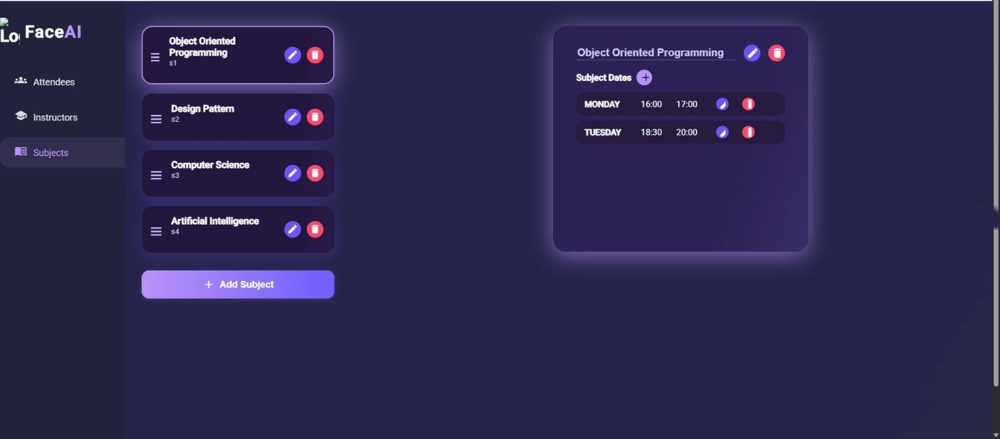 Lo
FaceAI
Attendees
Instructors
Subjects
Object Oriented
Programming
s1
Design Pattern
s2
Computer Science
s3
Artificial Intelligence
s4
+ Add Subject
Object Oriented Programming
Subject Dates +
MONDAY 16:00 17:00
TUESDAY 18:30 20:00